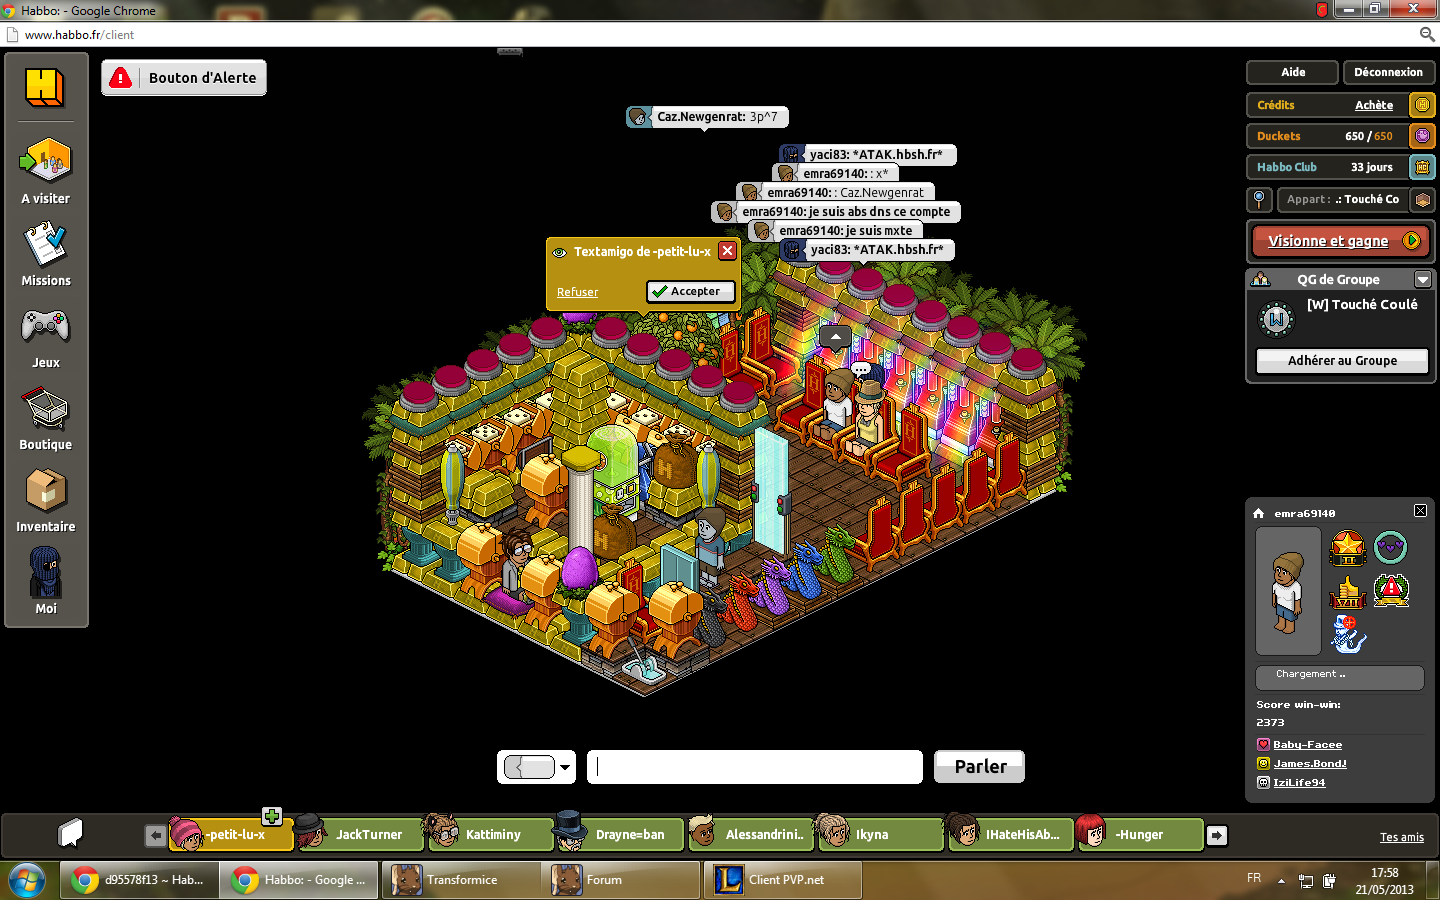 Habbo: - Google Chrome
www.habbo.fr/client
Bouton d'Alerte
A visiter
Missions
Jeux
Boutique
Inventaire
Moi
Caz.Newgenrat: 3p^7
yaci83: *ATAK.hbsh.fr*
emra69140: : x*
emra69140: : Caz.Newgenrat
emra69140: je suis abs dns ce compte
emra69140: je suis mxte
yaci83: *ATAK.hbsh.fr*
Textamigo de -petit-lu-x
Refuser
Accepter
Aide
Déconnexion
Crédits
Achète
Duckets
650 / 650
Habbo Club
33 jours
Appart : .: Touché Co
Visionne et gagne
QG de Groupe
[W] Touché Coulé
Adhérer au Groupe
emra69140
Chargement ..
Score win-win:
2373
Baby-Facee
James.BondJ
IziLife94
Parler
-petit-lu-x
JackTurner
Kattiminy
Drayne=ban
Alessandrini..
Ikyna
IHateHisAb...
-Hunger
Tes amis
d95578f13 ~ Hab...
Habbo: - Google ...
Transformice
Forum
Client PVP.net
FR
17:58
21/05/2013